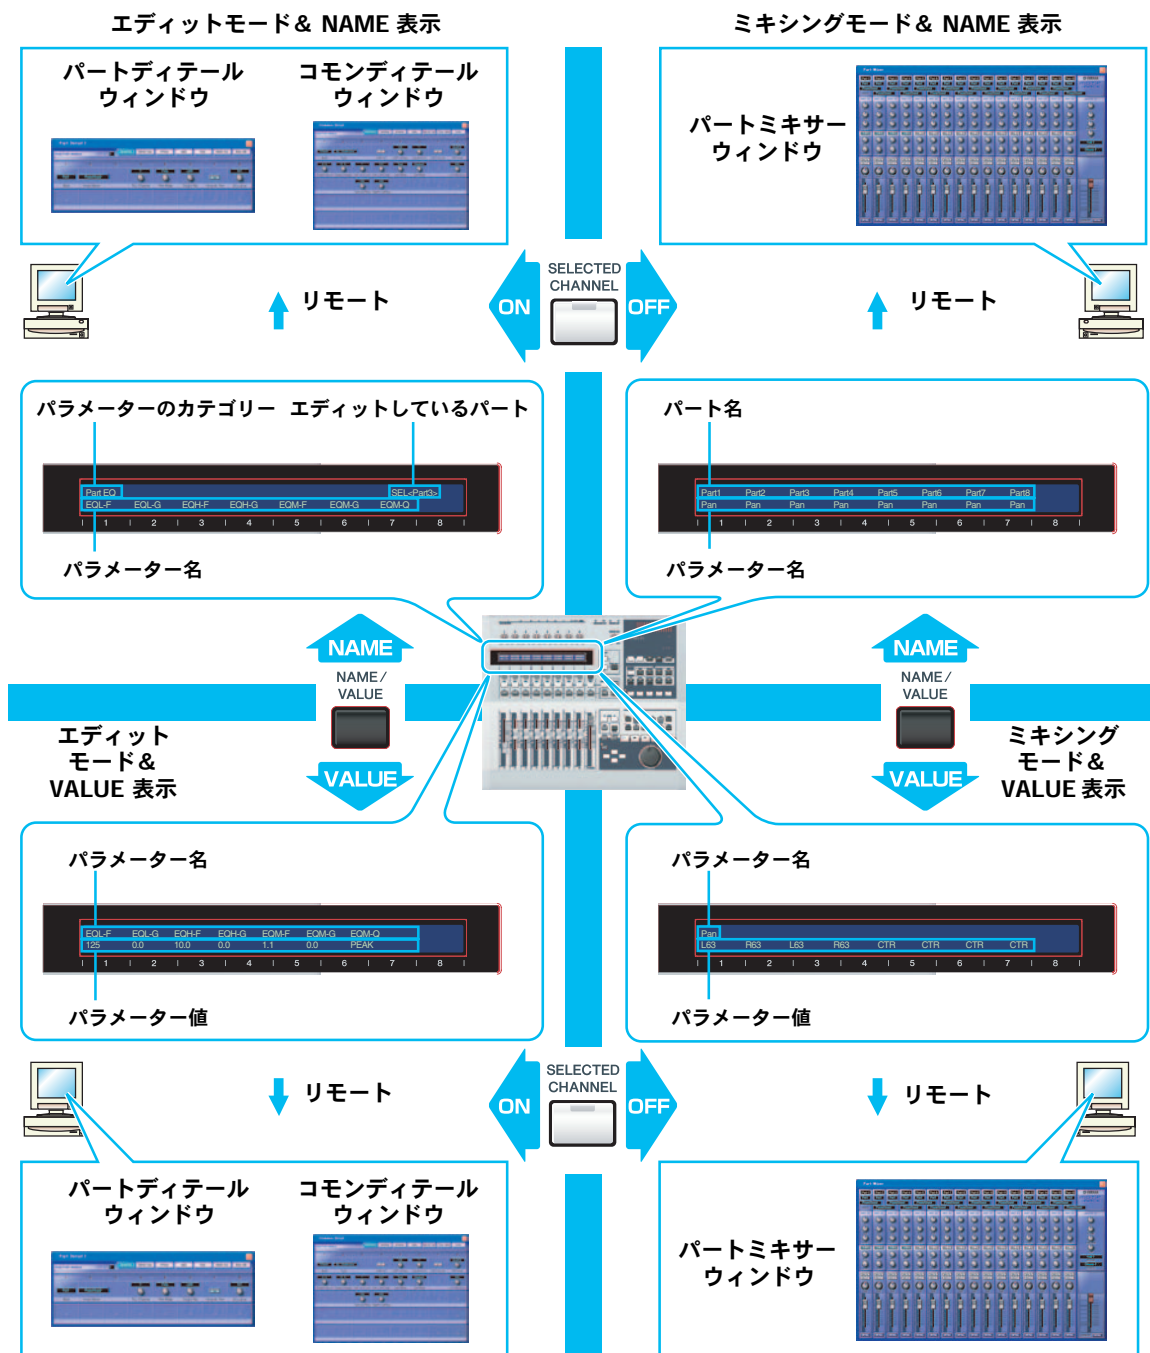 エディットモード& NAME 表示
ミキシングモード& NAME 表示
パートディテール
ウィンドウ
コモンディテール
ウィンドウ
パートミキサー
ウィンドウ
リモート
ON
SELECTED
CHANNEL
OFF
リモート
パラメーターのカテゴリー
エディットしているパート
Part EQ SEL<Part3>
EQL-F EQL-G EQH-F EQH-G EQM-F EQM-G EQM-Q
1 2 3 4 5 6 7 8
パラメーター名
パート名
Part1 Part2 Part3 Part4 Part5 Part6 Part7 Part8
Pan Pan Pan Pan Pan Pan Pan Pan
1 2 3 4 5 6 7 8
パラメーター名
NAME
NAME/
VALUE
VALUE
NAME
NAME/
VALUE
VALUE
エディット
モード&
VALUE 表示
ミキシング
モード&
VALUE 表示
パラメーター名
EQL-F EQL-G EQH-F EQH-G EQM-F EQM-G EQM-Q
125 0.0 10.0 0.0 1.1 0.0 PEAK
1 2 3 4 5 6 7 8
パラメーター値
パラメーター名
Pan
L63 R63 L63 R63 CTR CTR CTR CTR
1 2 3 4 5 6 7 8
パラメーター値
リモート
ON
SELECTED
CHANNEL
OFF
リモート
パートディテール
ウィンドウ
コモンディテール
ウィンドウ
パートミキサー
ウィンドウ